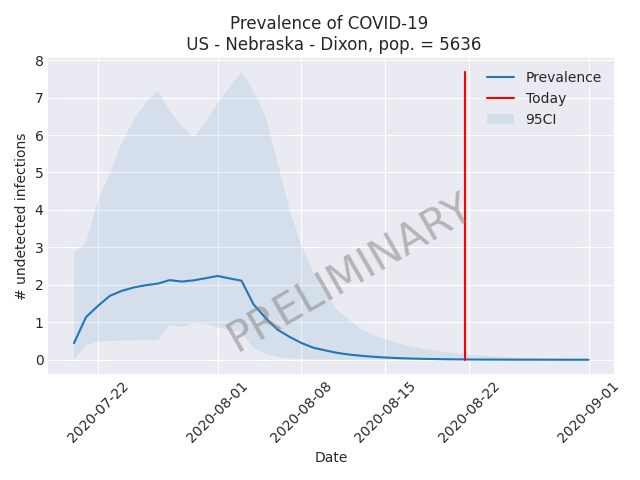 Prevalence of COVID-19
US - Nebraska - Dixon, pop. = 5636
8
7
6
5
4
3
2
1
0
# undetected infections
Prevalence
Today
95CI
PRELIMINARY
2020-07-22
2020-08-01
2020-08-08
2020-08-15
2020-08-22
2020-09-01
Date